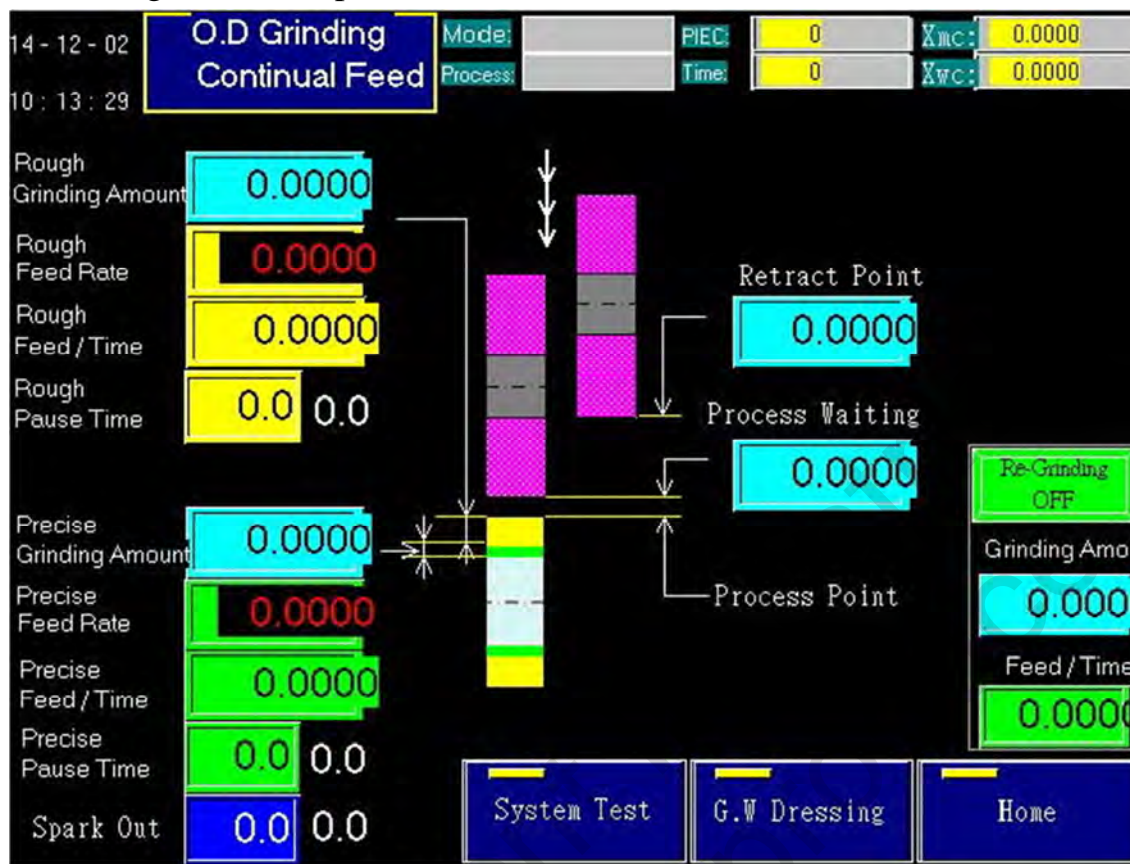 14 - 12 - 02
10 : 13 : 29
O.D Grinding
Continual Feed
Mode:
Process:
PIEC: 0
Time: 0
Xmc: 0.0000
Xwc: 0.0000
Rough
Grinding Amount 0.0000
Rough
Feed Rate 0.0000
Rough
Feed / Time 0.0000
Rough
Pause Time 0.0 0.0
Precise
Grinding Amount 0.0000
Precise
Feed Rate 0.0000
Precise
Feed / Time 0.0000
Precise
Pause Time 0.0 0.0
Spark Out 0.0 0.0
Retract Point
0.0000
Process Waiting
0.0000
Process Point
Re-Grinding
OFF
Grinding Amo
0.000
Feed / Time
0.0000
System Test
G.W Dressing
Home